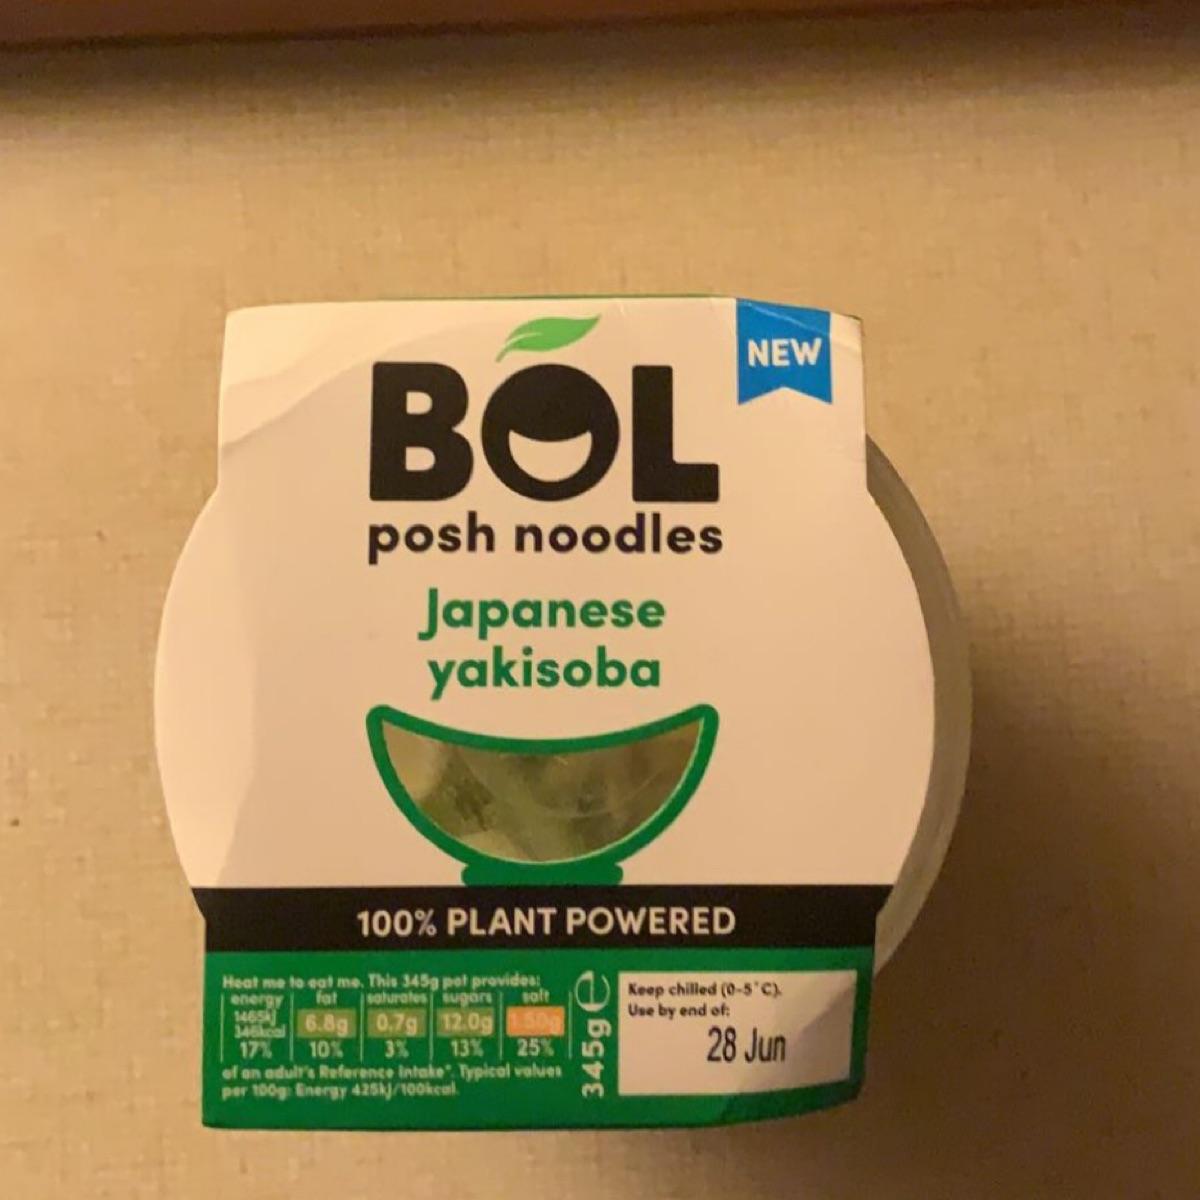 NEW
BOL
posh noodles
Japanese
yakisoba
100% PLANT POWERED
Heat me to eat me. This 345g pot provides:
energy fat saturates sugars salt
1465kJ
346kcal 6.8g 0.7g 12.0g 1.50g
17% 10% 3% 13% 25%
of an adult's Reference Intake*. Typical values
per 100g: Energy 425kJ/100kcal.
345g e
Keep chilled (0-5°C).
Use by end of:
28 Jun